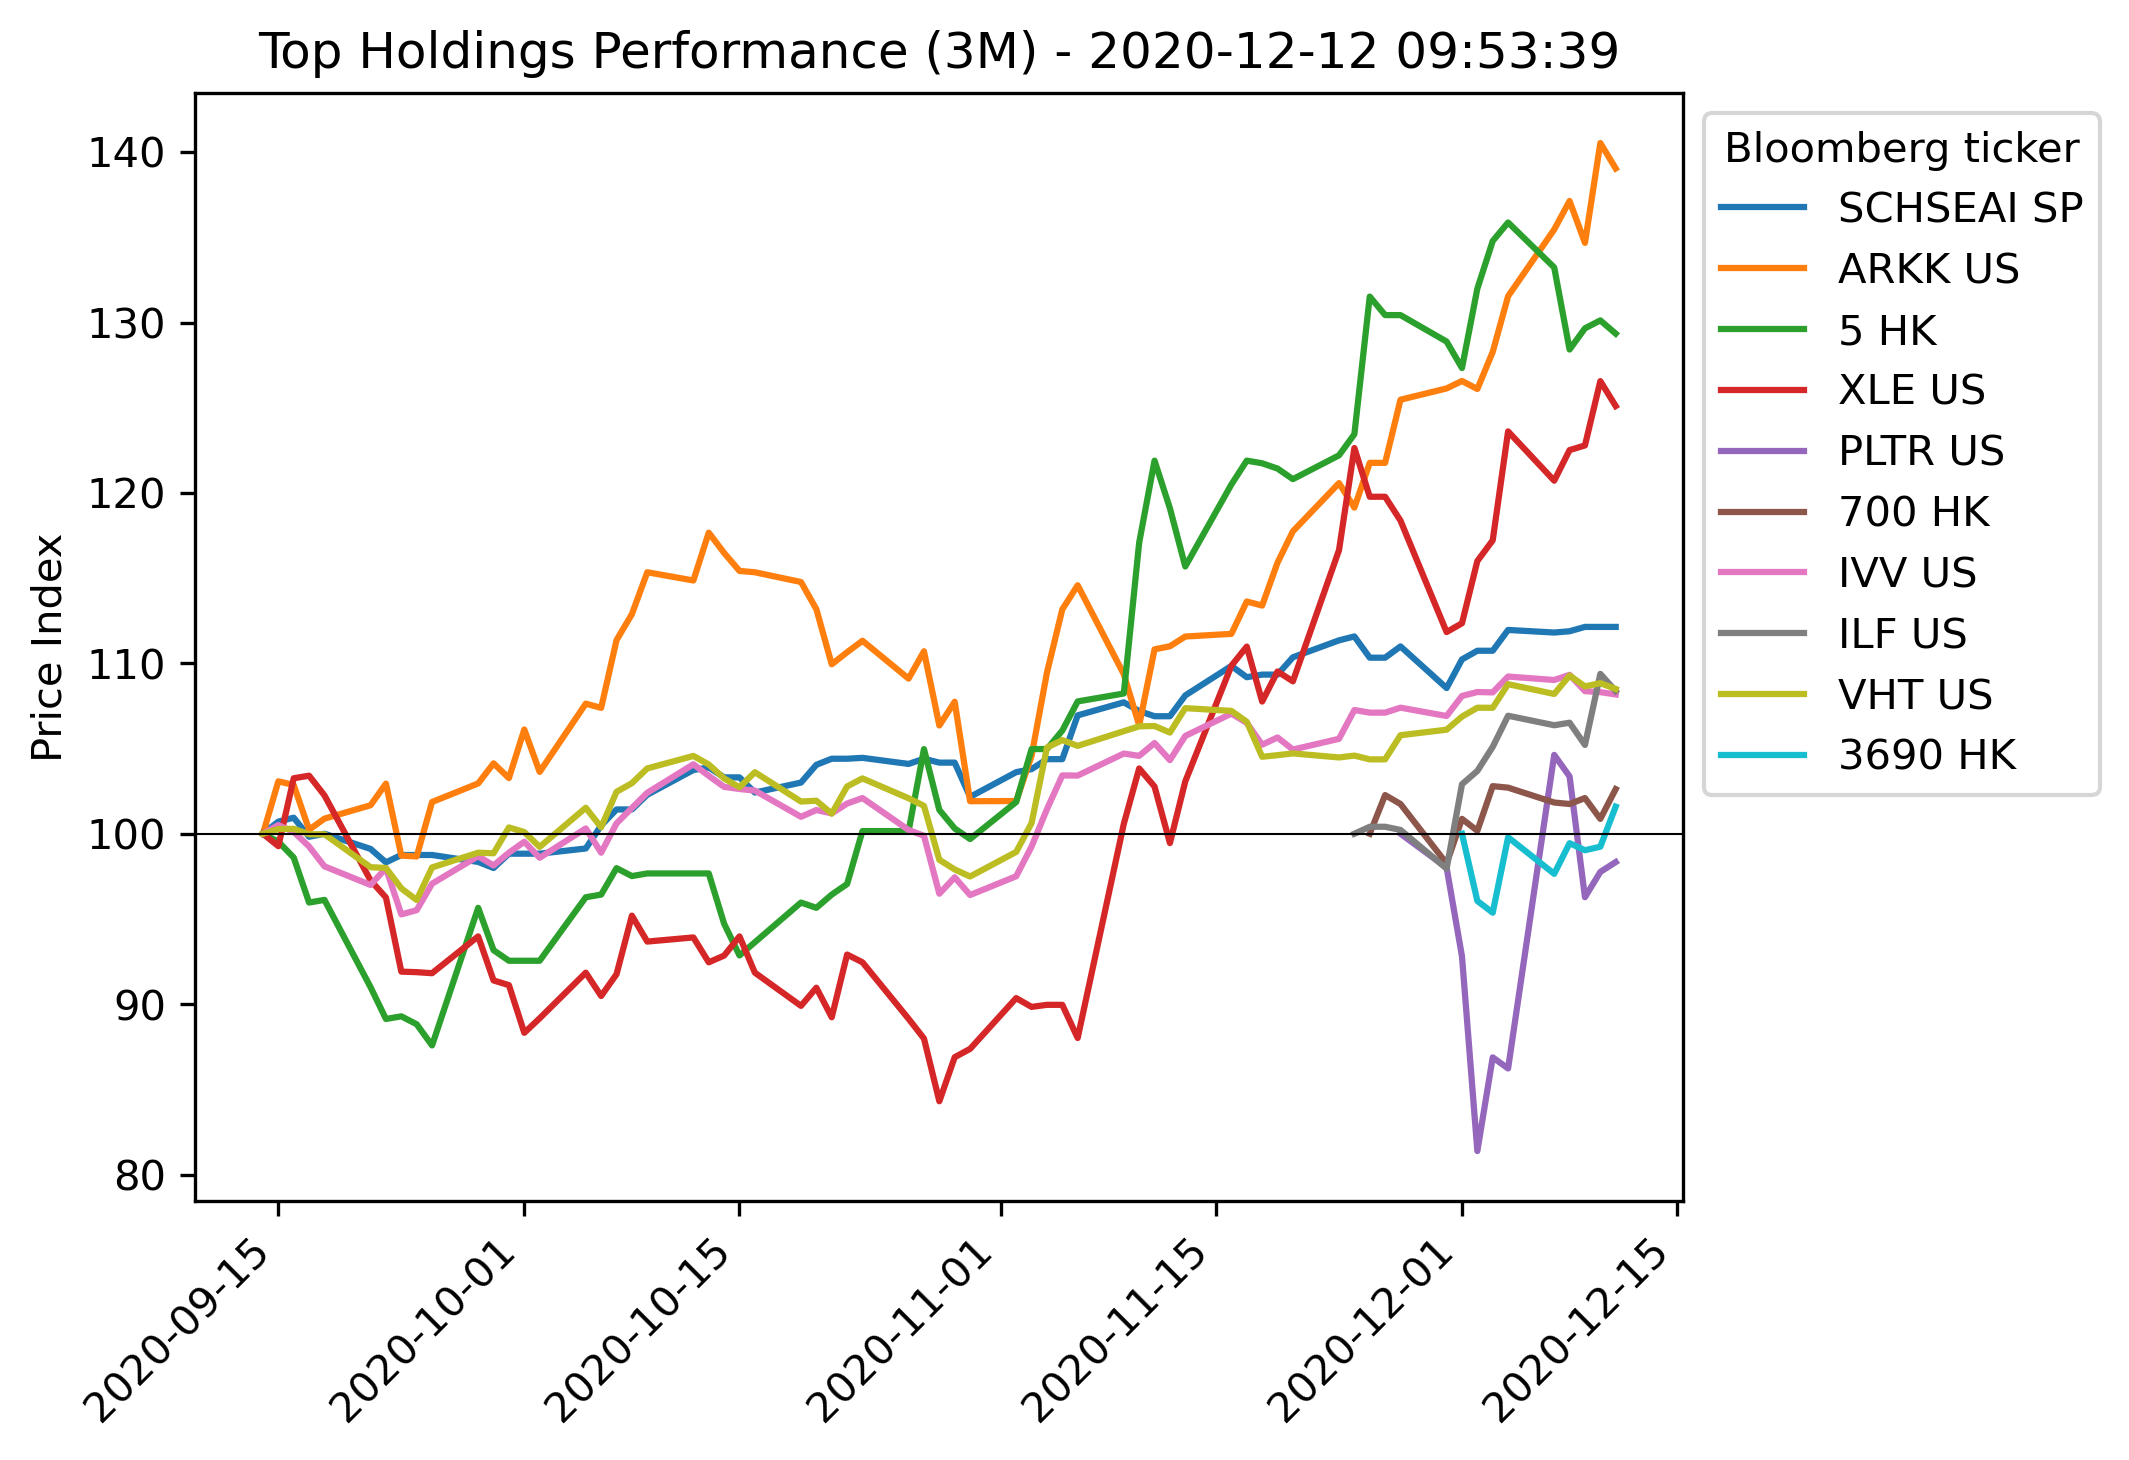 Top Holdings Performance (3M) - 2020-12-12 09:53:39
Price Index
140
130
120
110
100
90
80
2020-09-15
2020-10-01
2020-10-15
2020-11-01
2020-11-15
2020-12-01
2020-12-15
Bloomberg ticker
SCHSEAI SP
ARKK US
5 HK
XLE US
PLTR US
700 HK
IVV US
ILF US
VHT US
3690 HK